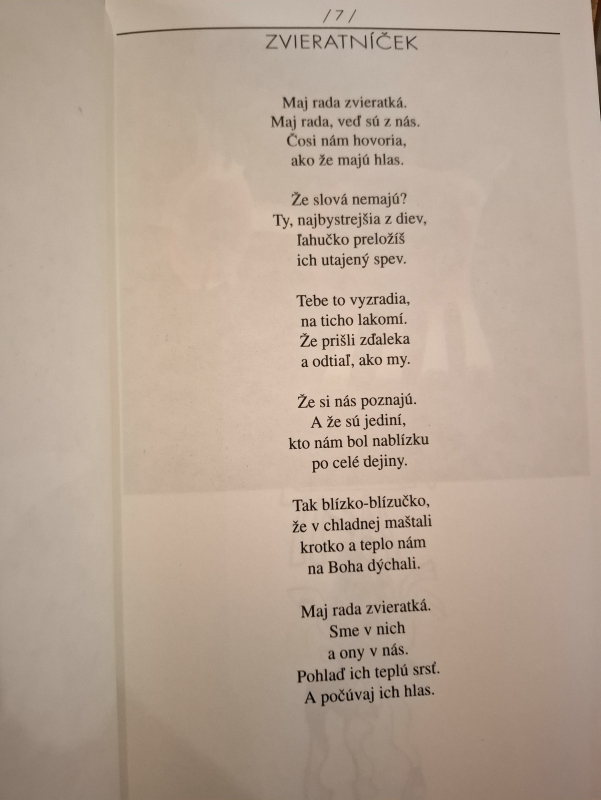 /7/
ZVIERATNÍČEK
Maj rada zvieratká.
Maj rada, veď sú z nás.
Čosi nám hovoria,
ako že majú hlas.
Že slová nemajú?
Ty, najbystrejšia z diev,
ľahučko preložíš
ich utajený spev.
Tebe to vyzradia,
na ticho lakomí.
Že prišli zďaleka
a odtiaľ, ako my.
Že si nás poznajú.
A že sú jediní,
kto nám bol nablízku
po celé dejiny.
Tak blízko-blízučko,
že v chladnej maštali
krotko a teplo nám
na Boha dýchali.
Maj rada zvieratká.
Sme v nich
a ony v nás.
Pohlaď ich teplú srsť.
A počúvaj ich hlas.